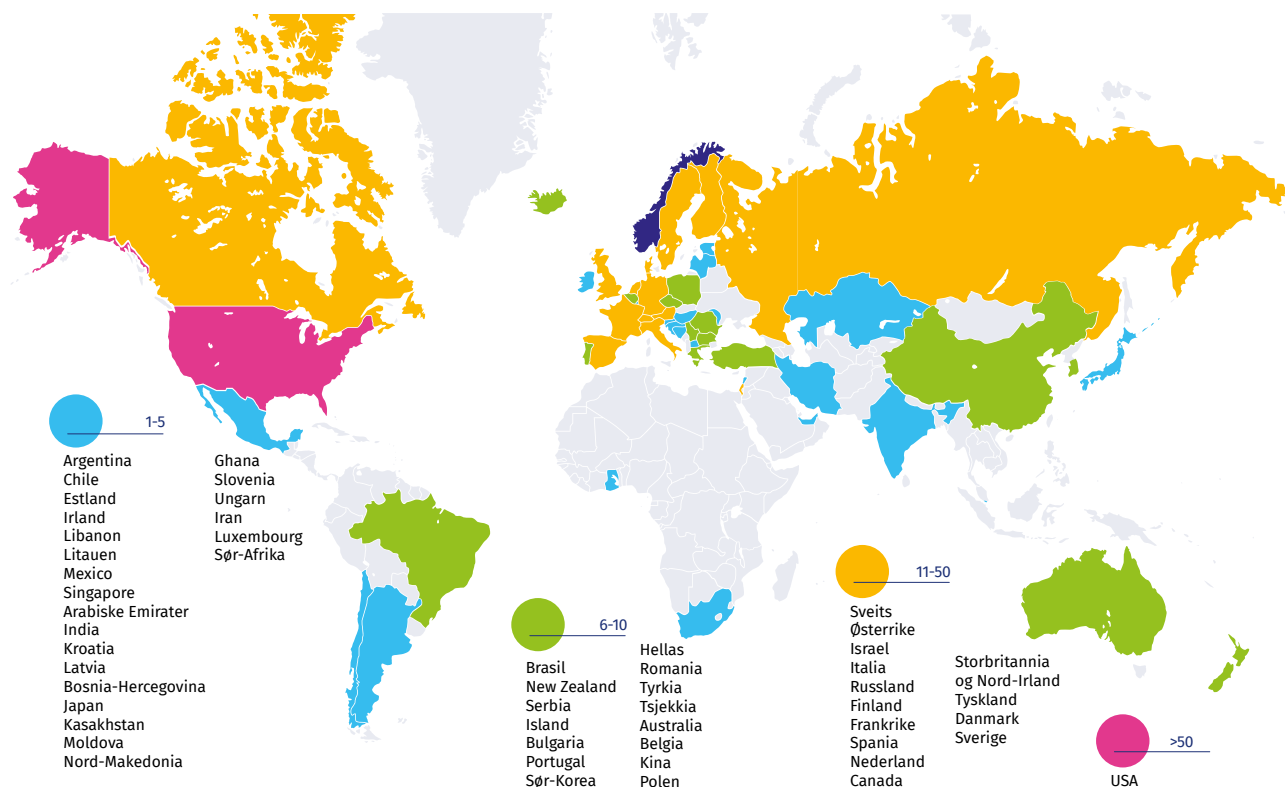 1-5
Argentina
Chile
Estland
Irland
Libanon
Litauen
Mexico
Singapore
Arabiske Emirater
India
Kroatia
Latvia
Bosnia-Hercegovina
Japan
Kasakhstan
Moldova
Nord-Makedonia
Ghana
Slovenia
Ungarn
Iran
Luxembourg
Sør-Afrika
6-10
Brasil
New Zealand
Serbia
Island
Bulgaria
Portugal
Sør-Korea
Hellas
Romania
Tyrkia
Tsjekkia
Australia
Belgia
Kina
Polen
11-50
Sveits
Østerrike
Israel
Italia
Russland
Finland
Frankrike
Spania
Nederland
Canada
Storbritannia
og Nord-Irland
Tyskland
Danmark
Sverige
>50
USA